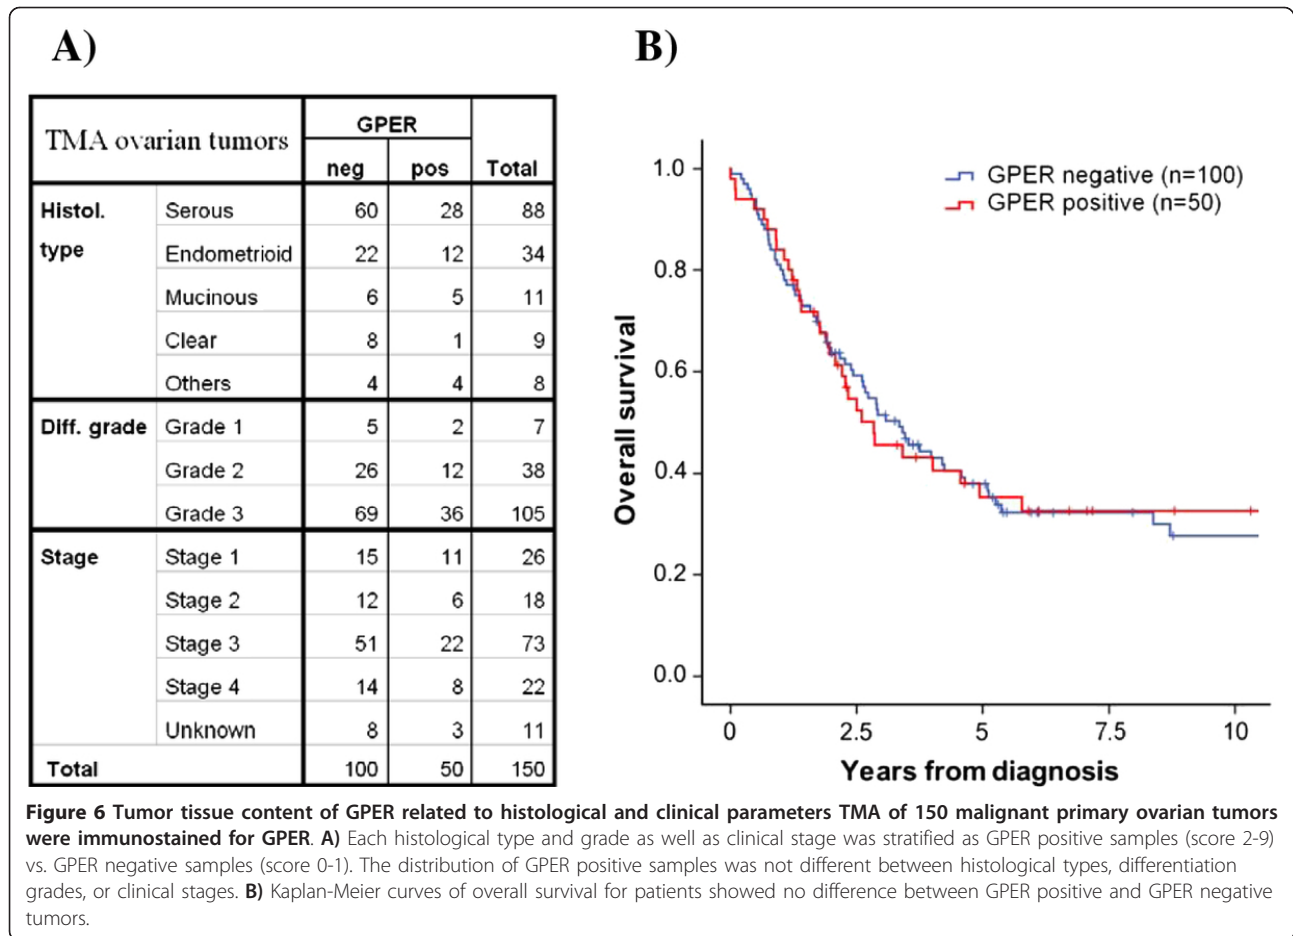 A)
TMA ovarian tumors GPER Total
neg pos
Histol. type Serous 60 28 88
Endometrioid 22 12 34
Mucinous 6 5 11
Clear 8 1 9
Others 4 4 8
Diff. grade Grade 1 5 2 7
Grade 2 26 12 38
Grade 3 69 36 105
Stage Stage 1 15 11 26
Stage 2 12 6 18
Stage 3 51 22 73
Stage 4 14 8 22
Unknown 8 3 11
Total 100 50 150
B)
GPER negative (n=100)
GPER positive (n=50)
Overall survival
1.0
0.8
0.6
0.4
0.2
0.0
0 2.5 5 7.5 10
Years from diagnosis
Figure 6 Tumor tissue content of GPER related to histological and clinical parameters TMA of 150 malignant primary ovarian tumors
were immunostained for GPER. A) Each histological type and grade as well as clinical stage was stratified as GPER positive samples (score 2-9)
vs. GPER negative samples (score 0-1). The distribution of GPER positive samples was not different between histological types, differentiation
grades, or clinical stages. B) Kaplan-Meier curves of overall survival for patients showed no difference between GPER positive and GPER negative
tumors.